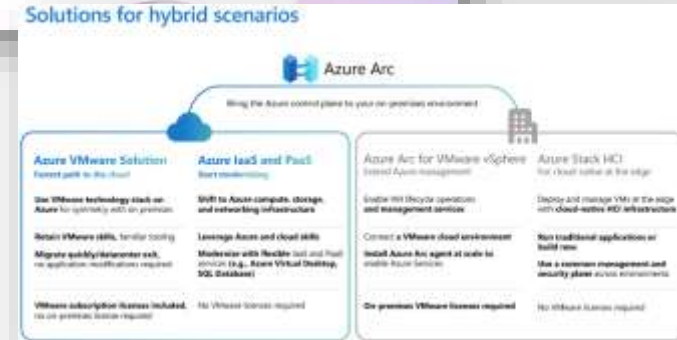 Solutions for hybrid scenarios
Azure Arc
Bring the Azure control plane to your on-premises environment
Azure VMware Solution
Fastest path to the cloud
Use VMware technology stack on
Azure for symmetry with on-premises
Retain VMware skills, familiar tooling
Migrate quickly/datacenter exit,
no application modifications required
VMware subscription licenses included,
no on-premises license required
Azure IaaS and PaaS
Start modernizing
Shift to Azure compute, storage,
and networking infrastructure
Leverage Azure and cloud skills
Modernize with flexible IaaS and PaaS
services (e.g., Azure Virtual Desktop,
SQL Database)
No VMware licenses required
Azure Arc for VMware vSphere
Extend Azure management
Enable VM lifecycle operations
and management services
Connect a VMware cloud environment
Install Azure Arc agent at scale to
enable Azure Services
On-premises VMware licenses required
Azure Stack HCI
For cloud value at the edge
Deploy and manage VMs at the edge
with cloud-native HCI infrastructure
Run traditional applications or
build new
Use a common management and
security plane across environments
No VMware licenses required